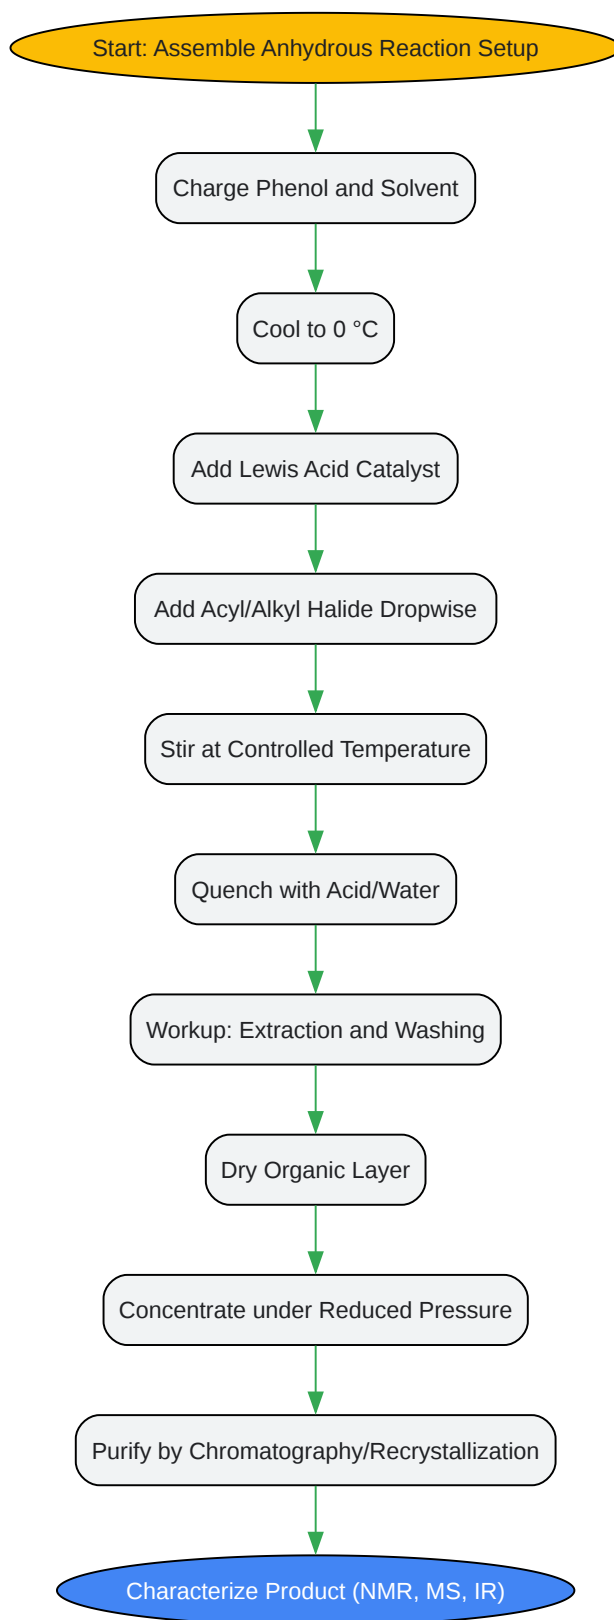 Start: Assemble Anhydrous Reaction Setup
Charge Phenol and Solvent
Cool to 0 °C
Add Lewis Acid Catalyst
Add Acyl/Alkyl Halide Dropwise
Stir at Controlled Temperature
Quench with Acid/Water
Workup: Extraction and Washing
Dry Organic Layer
Concentrate under Reduced Pressure
Purify by Chromatography/Recrystallization
Characterize Product (NMR, MS, IR)